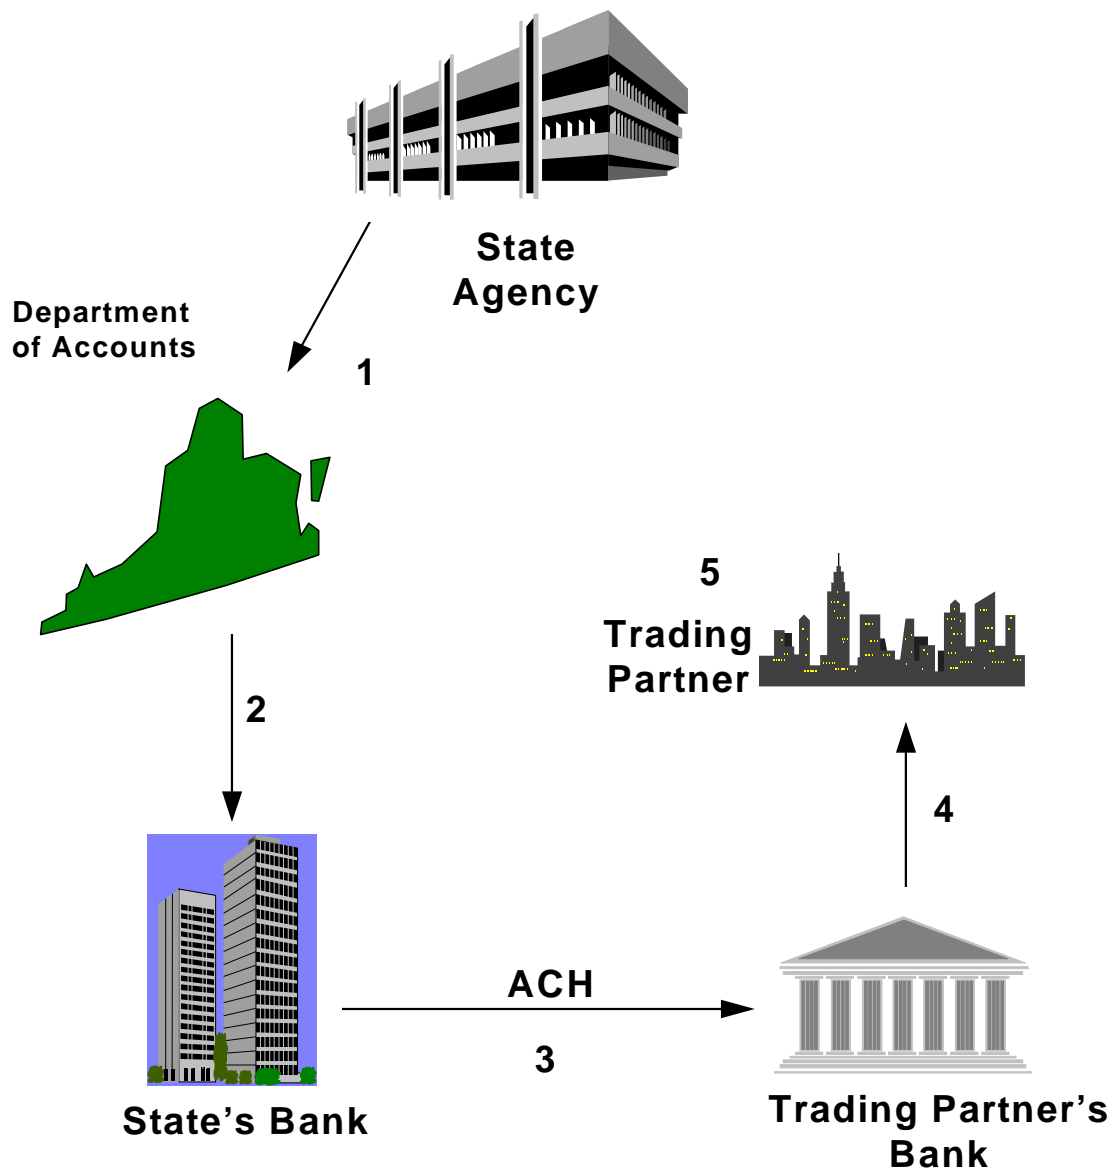 State
Agency
Department
of Accounts
1
5
Trading
Partner
2
4
ACH
3
State’s Bank
Trading Partner’s
Bank